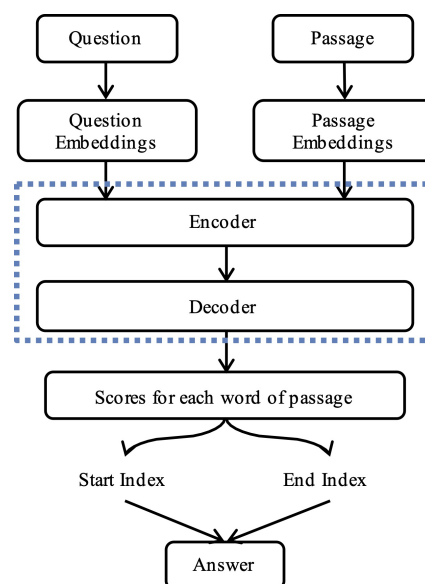 Question
Passage
Question
Embeddings
Passage
Embeddings
Encoder
Decoder
Scores for each word of passage
Start Index
End Index
Answer